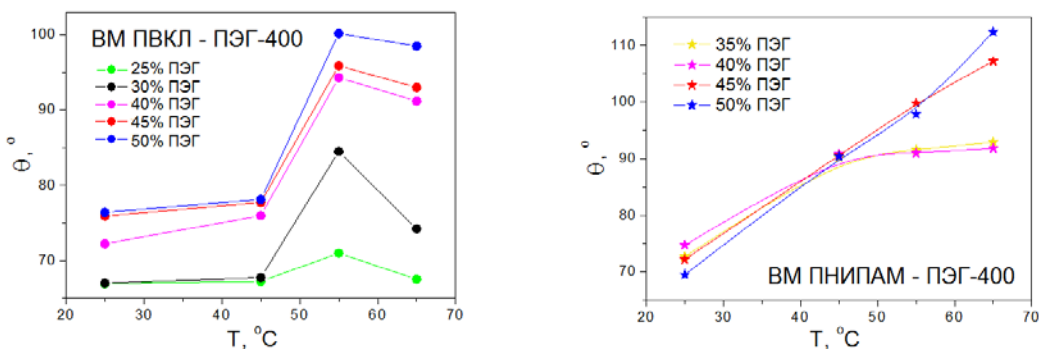 ВМ ПВКЛ - ПЭГ-400
25% ПЭГ
30% ПЭГ
40% ПЭГ
45% ПЭГ
50% ПЭГ
100
90
80
70
θ, °
20 30 40 50 60 70
T, °C
35% ПЭГ
40% ПЭГ
45% ПЭГ
50% ПЭГ
110
100
90
80
70
θ, °
ВМ ПНИПАМ - ПЭГ-400
20 30 40 50 60 70
T, °C